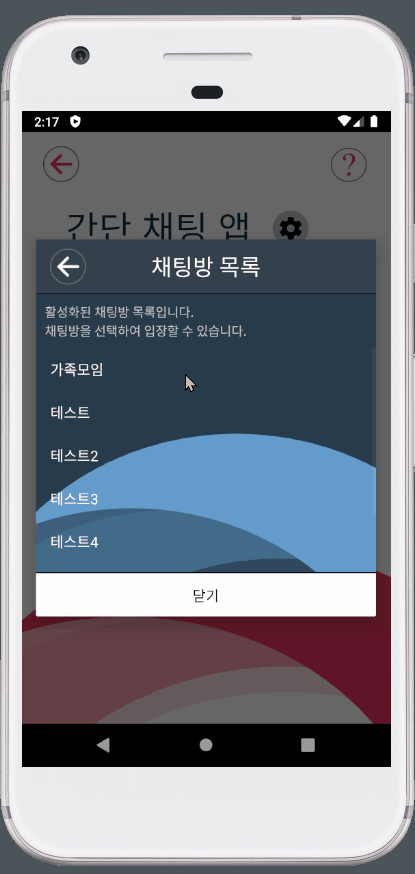 2:17
?
간단 채팅 앱
채팅방 목록
활성화된 채팅방 목록입니다.
채팅방을 선택하여 입장할 수 있습니다.
가족모임
테스트
테스트2
테스트3
테스트4
닫기